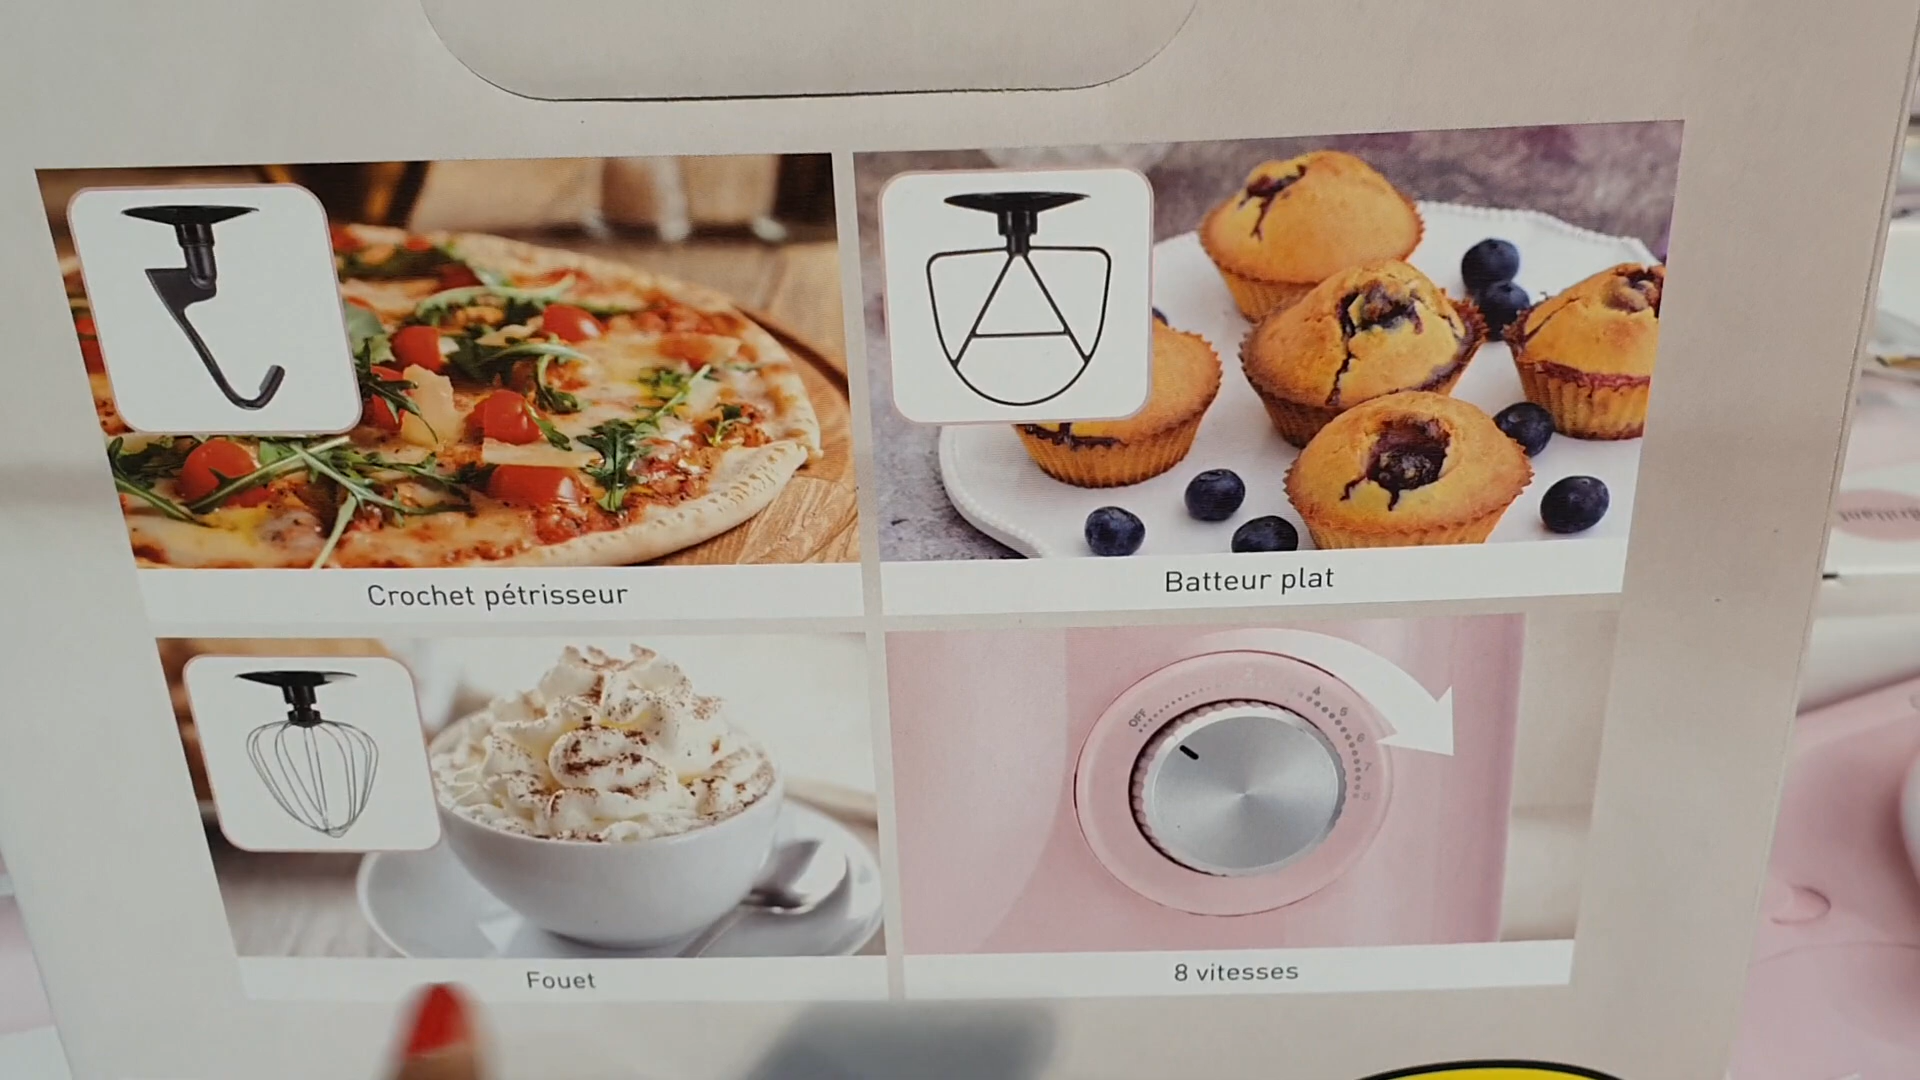 Crochet pétrisseur
Batteur plat
OFF
Fouet
8 vitesses